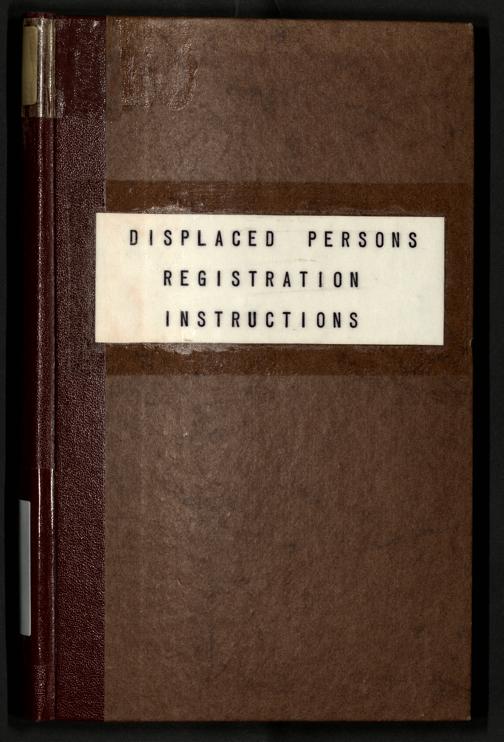 DISPLACED PERSONS
REGISTRATION
INSTRUCTIONS